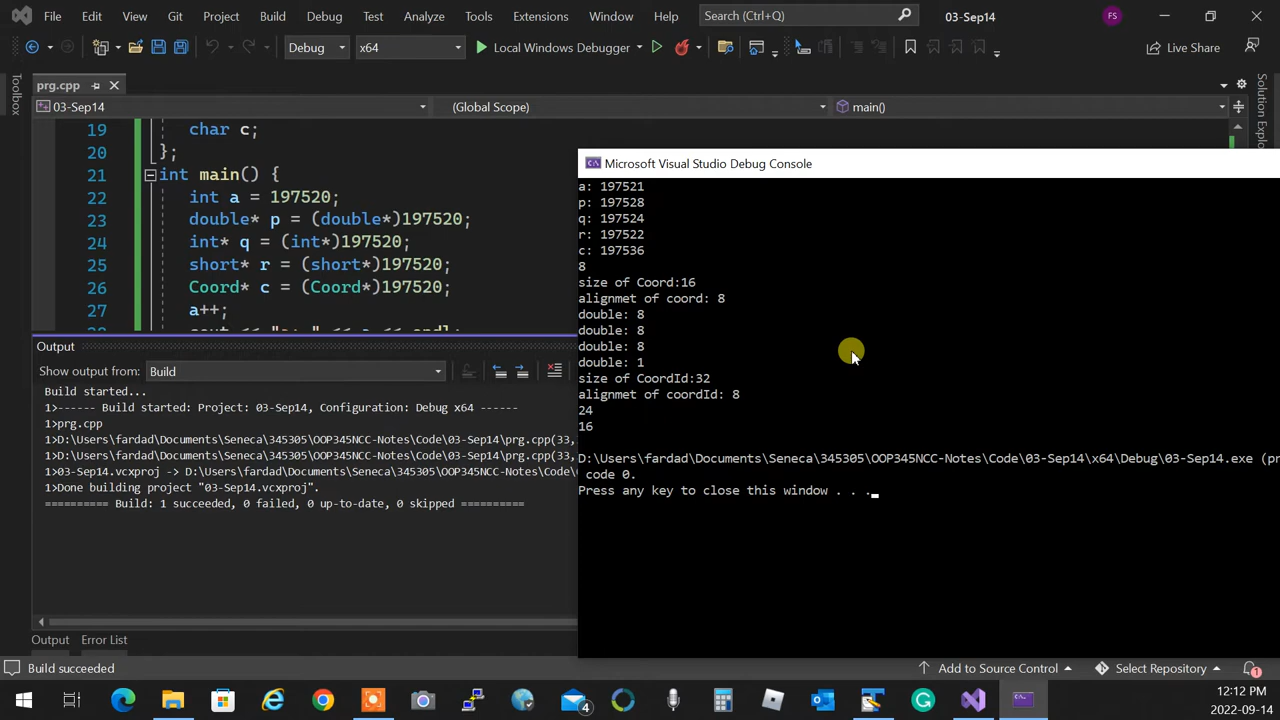 File Edit View Git Project Build Debug Test Analyze Tools Extensions Window Help Search (Ctrl+Q) 03-Sep14 FS
Debug x64 Local Windows Debugger Live Share
Toolbox
prg.cpp
03-Sep14 (Global Scope) main()
19 char c;
20 };
21 int main() {
22 int a = 197520;
23 double* p = (double*)197520;
24 int* q = (int*)197520;
25 short* r = (short*)197520;
26 Coord* c = (Coord*)197520;
27 a++;
Output
Show output from: Build
Build started...
1>------ Build started: Project: 03-Sep14, Configuration: Debug x64 ------
1>prg.cpp
1>D:\Users\fardad\Documents\Seneca\345305\OOP345NCC-Notes\Code\03-Sep14\prg.cpp(33,
1>D:\Users\fardad\Documents\Seneca\345305\OOP345NCC-Notes\Code\03-Sep14\prg.cpp(33,
1>03-Sep14.vcxproj -> D:\Users\fardad\Documents\Seneca\345305\OOP345NCC-Notes\Code\0
1>Done building project "03-Sep14.vcxproj".
========== Build: 1 succeeded, 0 failed, 0 up-to-date, 0 skipped ==========
Output Error List
Microsoft Visual Studio Debug Console
a: 197521
p: 197528
q: 197524
r: 197522
c: 197536
8
size of Coord:16
alignmet of coord: 8
double: 8
double: 8
double: 8
double: 1
size of CoordId:32
alignmet of coordId: 8
24
16
D:\Users\fardad\Documents\Seneca\345305\OOP345NCC-Notes\Code\03-Sep14\x64\Debug\03-Sep14.exe (pr
code 0.
Press any key to close this window . . .
Build succeeded Add to Source Control Select Repository 1
4
12:12 PM
2022-09-14